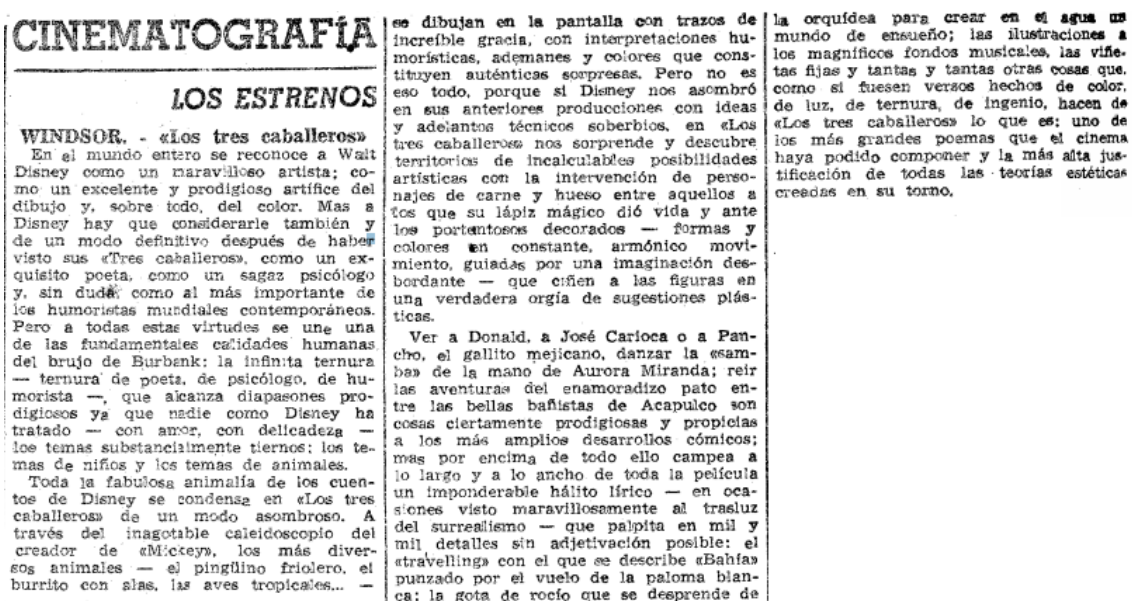 CINEMATOGRAFÍA
LOS ESTRENOS
WINDSOR. - «Los tres caballeros»
En el mundo entero se reconoce a Walt
Disney como un maravilloso artista; co-
mo un excelente y prodigioso artífice del
dibujo y, sobre todo, del color. Mas a
Disney hay que considerarle también y
de un modo definitivo después de haber
visto sus «Tres caballeros», como un ex-
quisito poeta, como un sagaz psicólogo
y, sin duda, como al más importante de
los humoristas mundiales contemporáneos.
Pero a todas estas virtudes se une una
de las fundamentales calidades humanas
del brujo de Burbank: la infinita ternura
— ternura de poeta, de psicólogo, de hu-
morista —, que alcanza diapasones pro-
digiosos ya que nadie como Disney ha
tratado — con amor, con delicadeza —
los temas substancialmente tiernos: los te-
mas de niños y los temas de animales.
Toda la fabulosa animalía de los cuen-
tos de Disney se condensa en «Los tres
caballeros» de un modo asombroso. A
través del inagotable caleidoscopio del
creador de «Mickey», los más diver-
sos animales — el pingüino friolero, el
burrito con alas, las aves tropicales... —
se dibujan en la pantalla con trazos de
increíble gracia, con interpretaciones hu-
morísticas, ademanes y colores que cons-
tituyen auténticas sorpresas. Pero no es
eso todo, porque si Disney nos asombró
en sus anteriores producciones con ideas
y adelantos técnicos soberbios, en «Los
tres caballeros» nos sorprende y descubre
territorios de incalculables posibilidades
artísticas con la intervención de perso-
najes de carne y hueso entre aquellos a
los que su lápiz mágico dió vida y ante
los portentosos decorados — formas y
colores en constante, armónico movi-
miento, guiadas por una imaginación des-
bordante — que ciñen a las figuras en
una verdadera orgía de sugestiones plás-
ticas.
Ver a Donald, a José Carioca o a Pan-
cho, el gallito mejicano, danzar la «sam-
ba» de la mano de Aurora Miranda; reír
las aventuras del enamoradizo pato en-
tre las bellas bañistas de Acapulco son
cosas ciertamente prodigiosas y propicias
a los más amplios desarrollos cómicos;
mas por encima de todo ello campea a
lo largo y a lo ancho de toda la película
un imponderable hálito lírico — en oca-
siones visto maravillosamente al trasluz
del surrealismo — que palpita en mil y
mil detalles sin adjetivación posible: el
«travelling» con el que se describe «Bahía»
punzado por el vuelo de la paloma blan-
ca; la gota de rocío que se desprende de
la orquídea para crear en el agua un
mundo de ensueño; las ilustraciones a
los magníficos fondos musicales, las viñe-
tas fijas y tantas y tantas otras cosas que,
como si fuesen versos hechos de color,
de luz, de ternura, de ingenio, hacen de
«Los tres caballeros» lo que es: uno de
los más grandes poemas que el cinema
haya podido componer y la más alta jus-
tificación de todas las teorías estéticas
creadas en su torno.